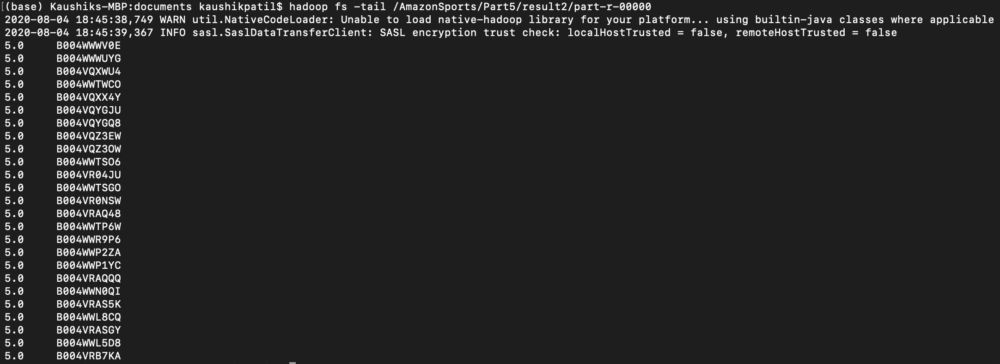 [(base) Kaushiks-MBP:documents kaushikpatil$ hadoop fs -tail /AmazonSports/Part5/result2/part-r-00000
2020-08-04 18:45:38,749 WARN util.NativeCodeLoader: Unable to load native-hadoop library for your platform... using builtin-java classes where applicable
2020-08-04 18:45:39,367 INFO sasl.SaslDataTransferClient: SASL encryption trust check: localHostTrusted = false, remoteHostTrusted = false
5.0 B004WWWV0E
5.0 B004WWWUYG
5.0 B004VQXWU4
5.0 B004WWTWCO
5.0 B004VQXX4Y
5.0 B004VQYGJU
5.0 B004VQYGQ8
5.0 B004VQZ3EW
5.0 B004VQZ3OW
5.0 B004WWTSO6
5.0 B004VR04JU
5.0 B004WWTSGO
5.0 B004VR0NSW
5.0 B004VRAQ48
5.0 B004WWTP6W
5.0 B004WWR9P6
5.0 B004WWP2ZA
5.0 B004WWP1YC
5.0 B004VRAQQQ
5.0 B004WWN0QI
5.0 B004VRAS5K
5.0 B004WWL8CQ
5.0 B004VRASGY
5.0 B004WWL5D8
5.0 B004VRB7KA